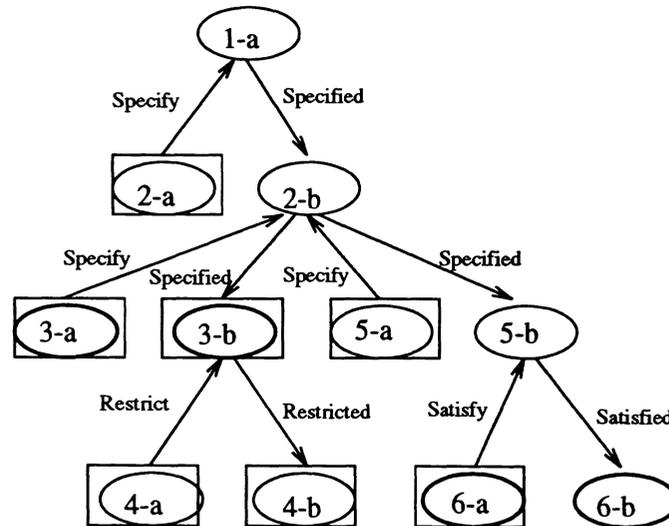 1-a
Specify
Specified
2-a
2-b
Specify
Specified
Specify
Specified
3-a
3-b
5-a
5-b
Restrict
Restricted
Satisfy
Satisfied
4-a
4-b
6-a
6-b